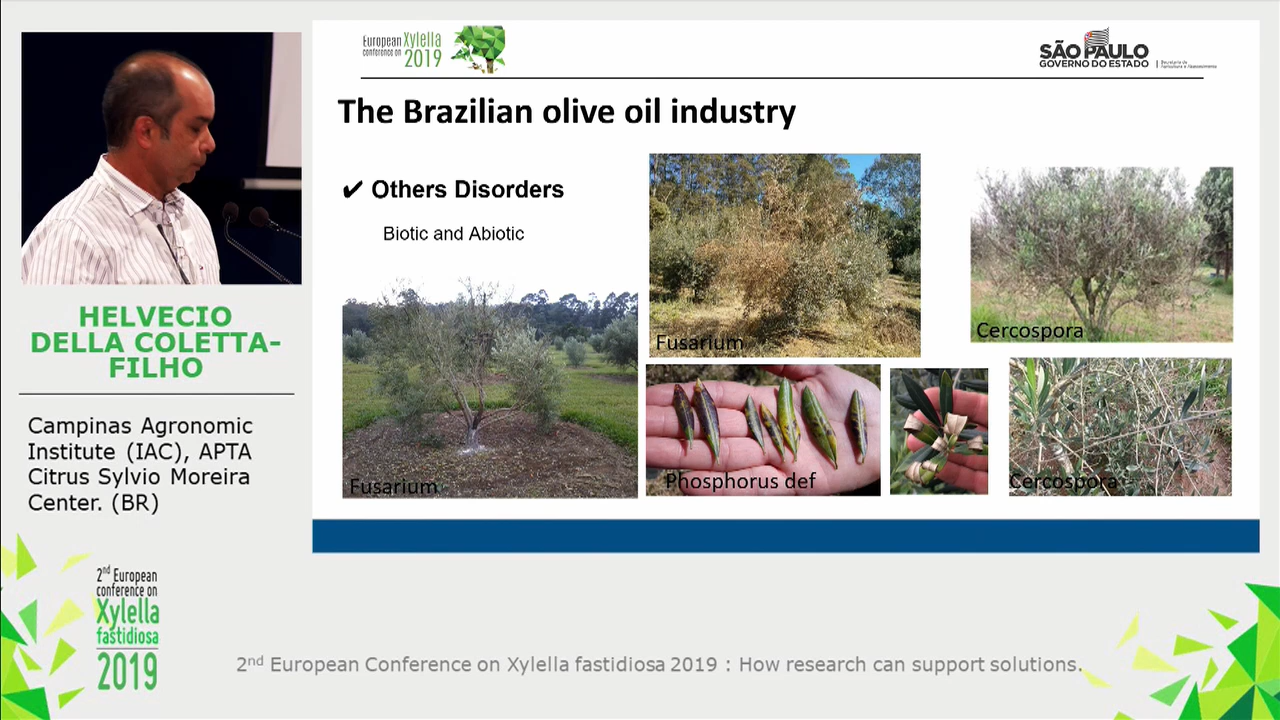 European Xylella
conference on 2019
SÃO PAULO
GOVERNO DO ESTADO
The Brazilian olive oil industry
✔ Others Disorders
Biotic and Abiotic
Fusarium
Cercospora
Fusarium
Phosphorus def
Cercospora
HELVECIO
DELLA COLETTA-
FILHO
Campinas Agronomic
Institute (IAC), APTA
Citrus Sylvio Moreira
Center. (BR)
2nd European
conference on
Xylella
fastidiosa
2019
2nd European Conference on Xylella fastidiosa 2019 : How research can support solutions.